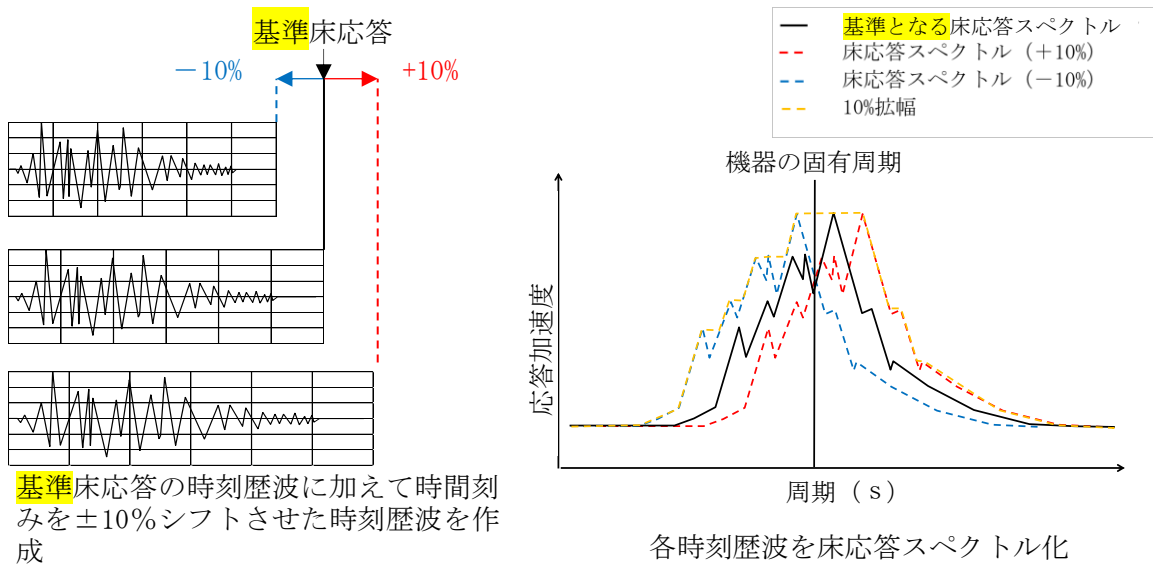 基準床応答
－10%
+10%
基準床応答の時刻歴波に加えて時間刻
みを±10％シフトさせた時刻歴波を作
成
基準となる床応答スペクトル
床応答スペクトル（＋10%）
床応答スペクトル（－10%）
10%拡幅
機器の固有周期
応答加速度
周期（ｓ）
各時刻歴波を床応答スペクトル化